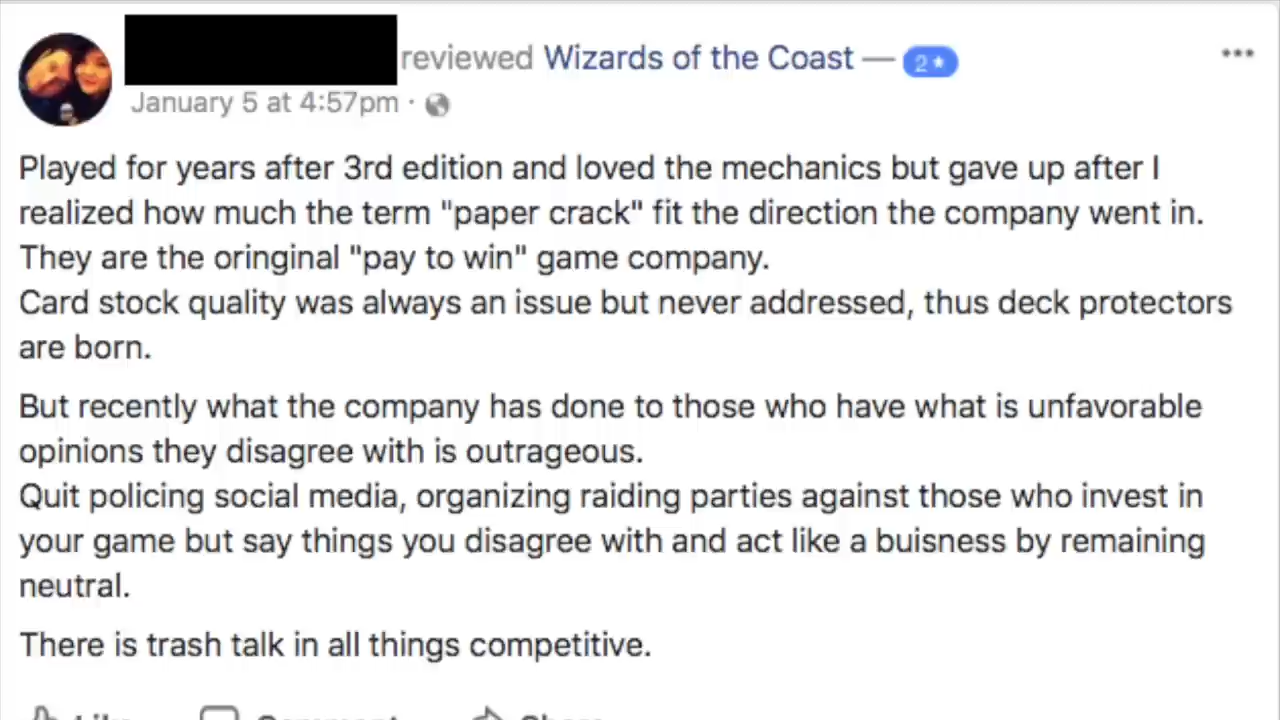 reviewed Wizards of the Coast — 2★
January 5 at 4:57pm ·
Played for years after 3rd edition and loved the mechanics but gave up after I
realized how much the term "paper crack" fit the direction the company went in.
They are the oringinal "pay to win" game company.
Card stock quality was always an issue but never addressed, thus deck protectors
are born.
But recently what the company has done to those who have what is unfavorable
opinions they disagree with is outrageous.
Quit policing social media, organizing raiding parties against those who invest in
your game but say things you disagree with and act like a buisness by remaining
neutral.
There is trash talk in all things competitive.
Like Comment Share